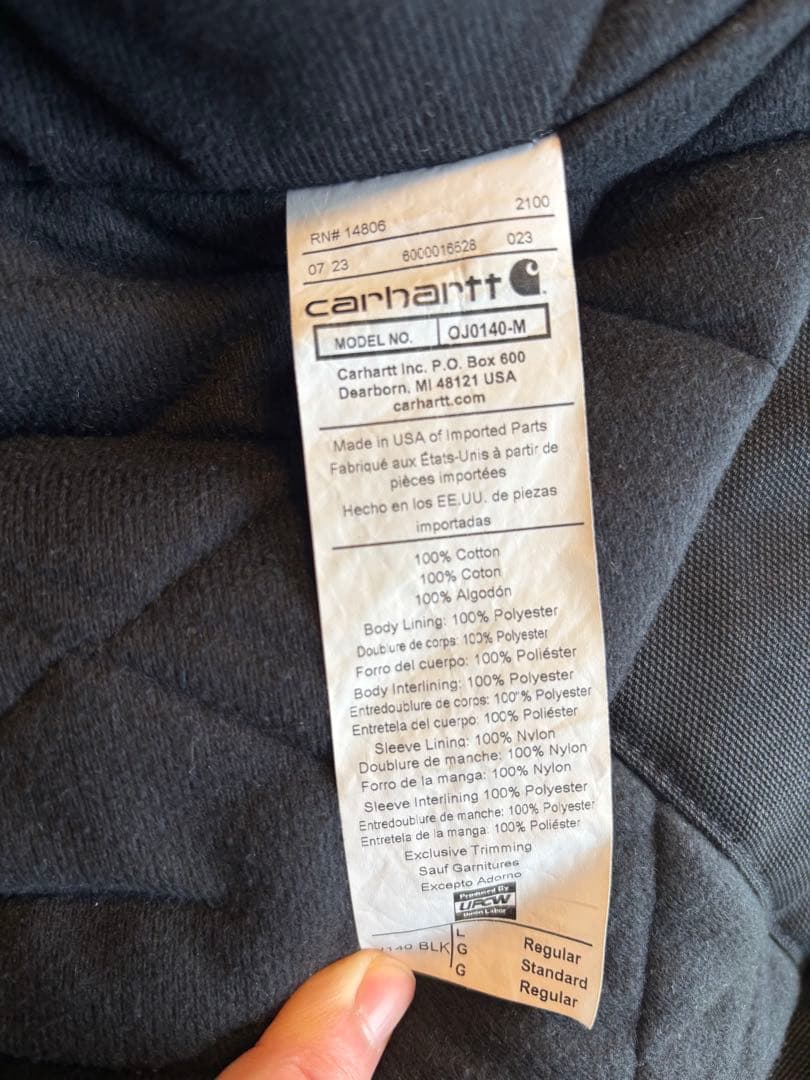 RN# 14806 2100
07 23 6000016528 023
carhartt
MODEL NO. OJ0140-M
Carhartt Inc. P.O. Box 600
Dearborn, MI 48121 USA
carhartt.com
Made in USA of Imported Parts
Fabriqué aux États-Unis à partir de
pièces importées
Hecho en los EE.UU. de piezas
importadas
100% Cotton
100% Coton
100% Algodón
Body Lining: 100% Polyester
Doublure de corps: 100% Polyester
Forro del cuerpo: 100% Poliéster
Body Interlining: 100% Polyester
Entredoublure de corps: 100% Polyester
Entretela del cuerpo: 100% Poliéster
Sleeve Lining: 100% Nylon
Doublure de manche: 100% Nylon
Forro de la manga: 100% Nylon
Sleeve Interlining 100% Polyester
Entredoublure de manche: 100% Polyester
Entretela de la manga: 100% Poliéster
Exclusive Trimming
Sauf Garnitures
Excepto Adorno
Produced By
UFCW
Union Labor
BLK L Regular
G Standard
G Regular